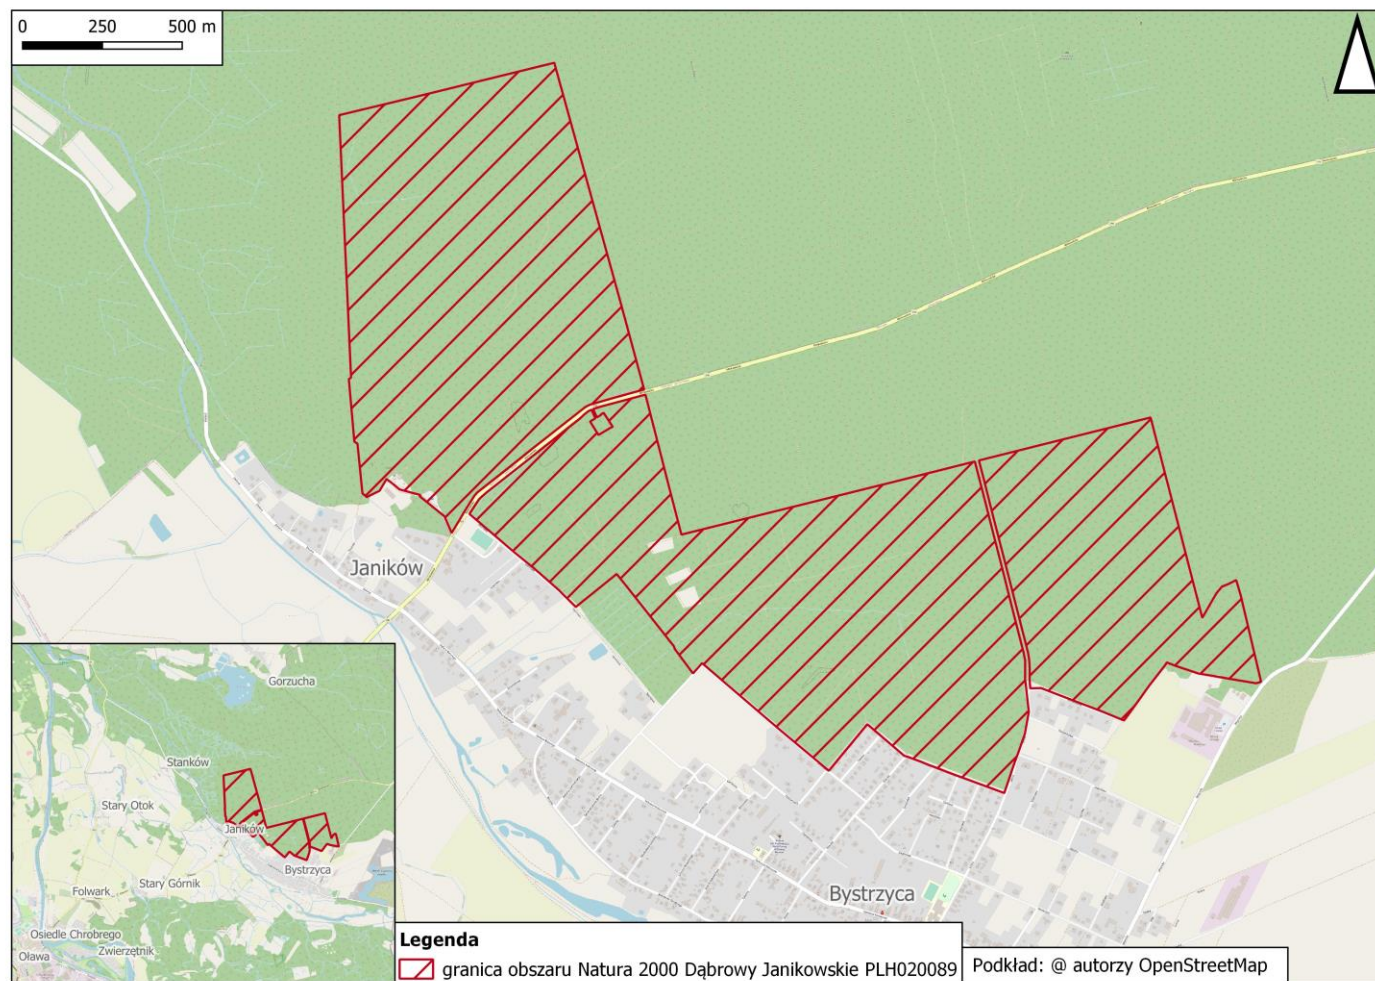 0 250 500 m
Janików
Gorzucha
Stanków
Stary Otok
Janików
Bystrzyca
Folwark
Stary Górnik
Osiedle Chrobrego
Zwierzętnik
Oława
Bystrzyca
Legenda
granica obszaru Natura 2000 Dąbrowy Janikowskie PLH020089
Podkład: @ autorzy OpenStreetMap